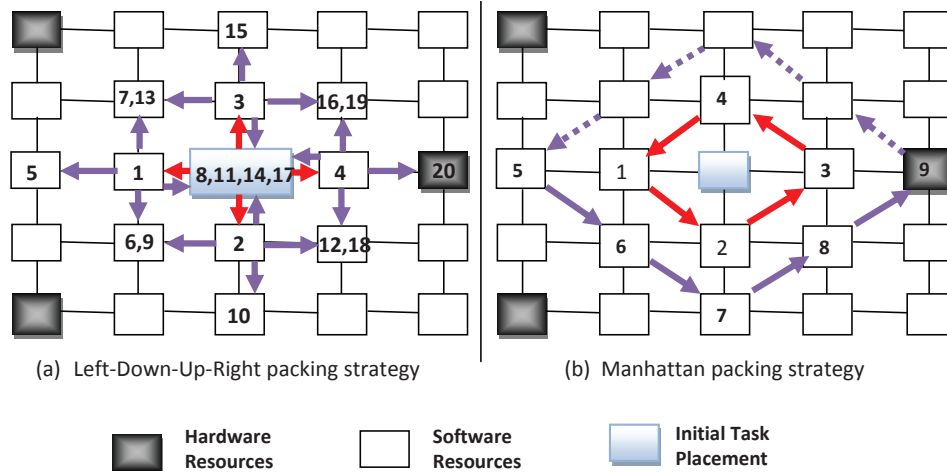 15
7,13
3
16,19
5
1
8,11,14,17
4
20
6,9
2
12,18
10
(a) Left-Down-Up-Right packing strategy
4
5
1
3
9
6
2
8
7
(b) Manhattan packing strategy
Hardware
Resources
Software
Resources
Initial Task
Placement